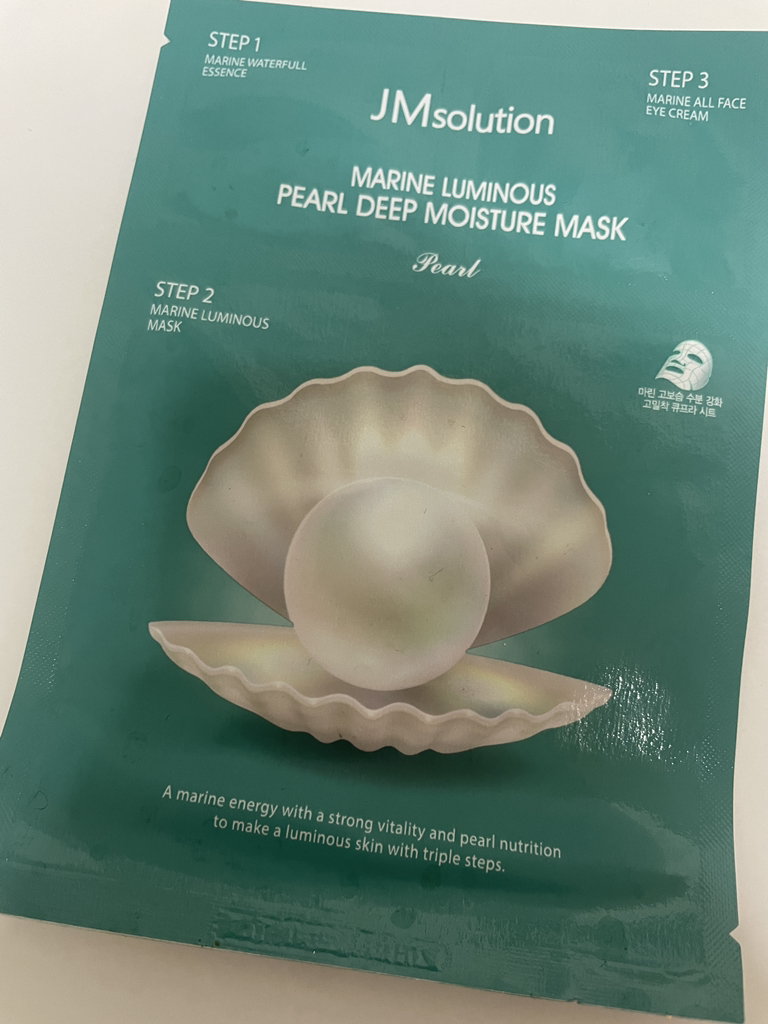 STEP 1
MARINE WATERFULL
ESSENCE
STEP 3
MARINE ALL FACE
EYE CREAM
JMsolution
MARINE LUMINOUS
PEARL DEEP MOISTURE MASK
Pearl
STEP 2
MARINE LUMINOUS
MASK
마린 고보습 수분 강화
고밀착 큐프라 시트
A marine energy with a strong vitality and pearl nutrition
to make a luminous skin with triple steps.